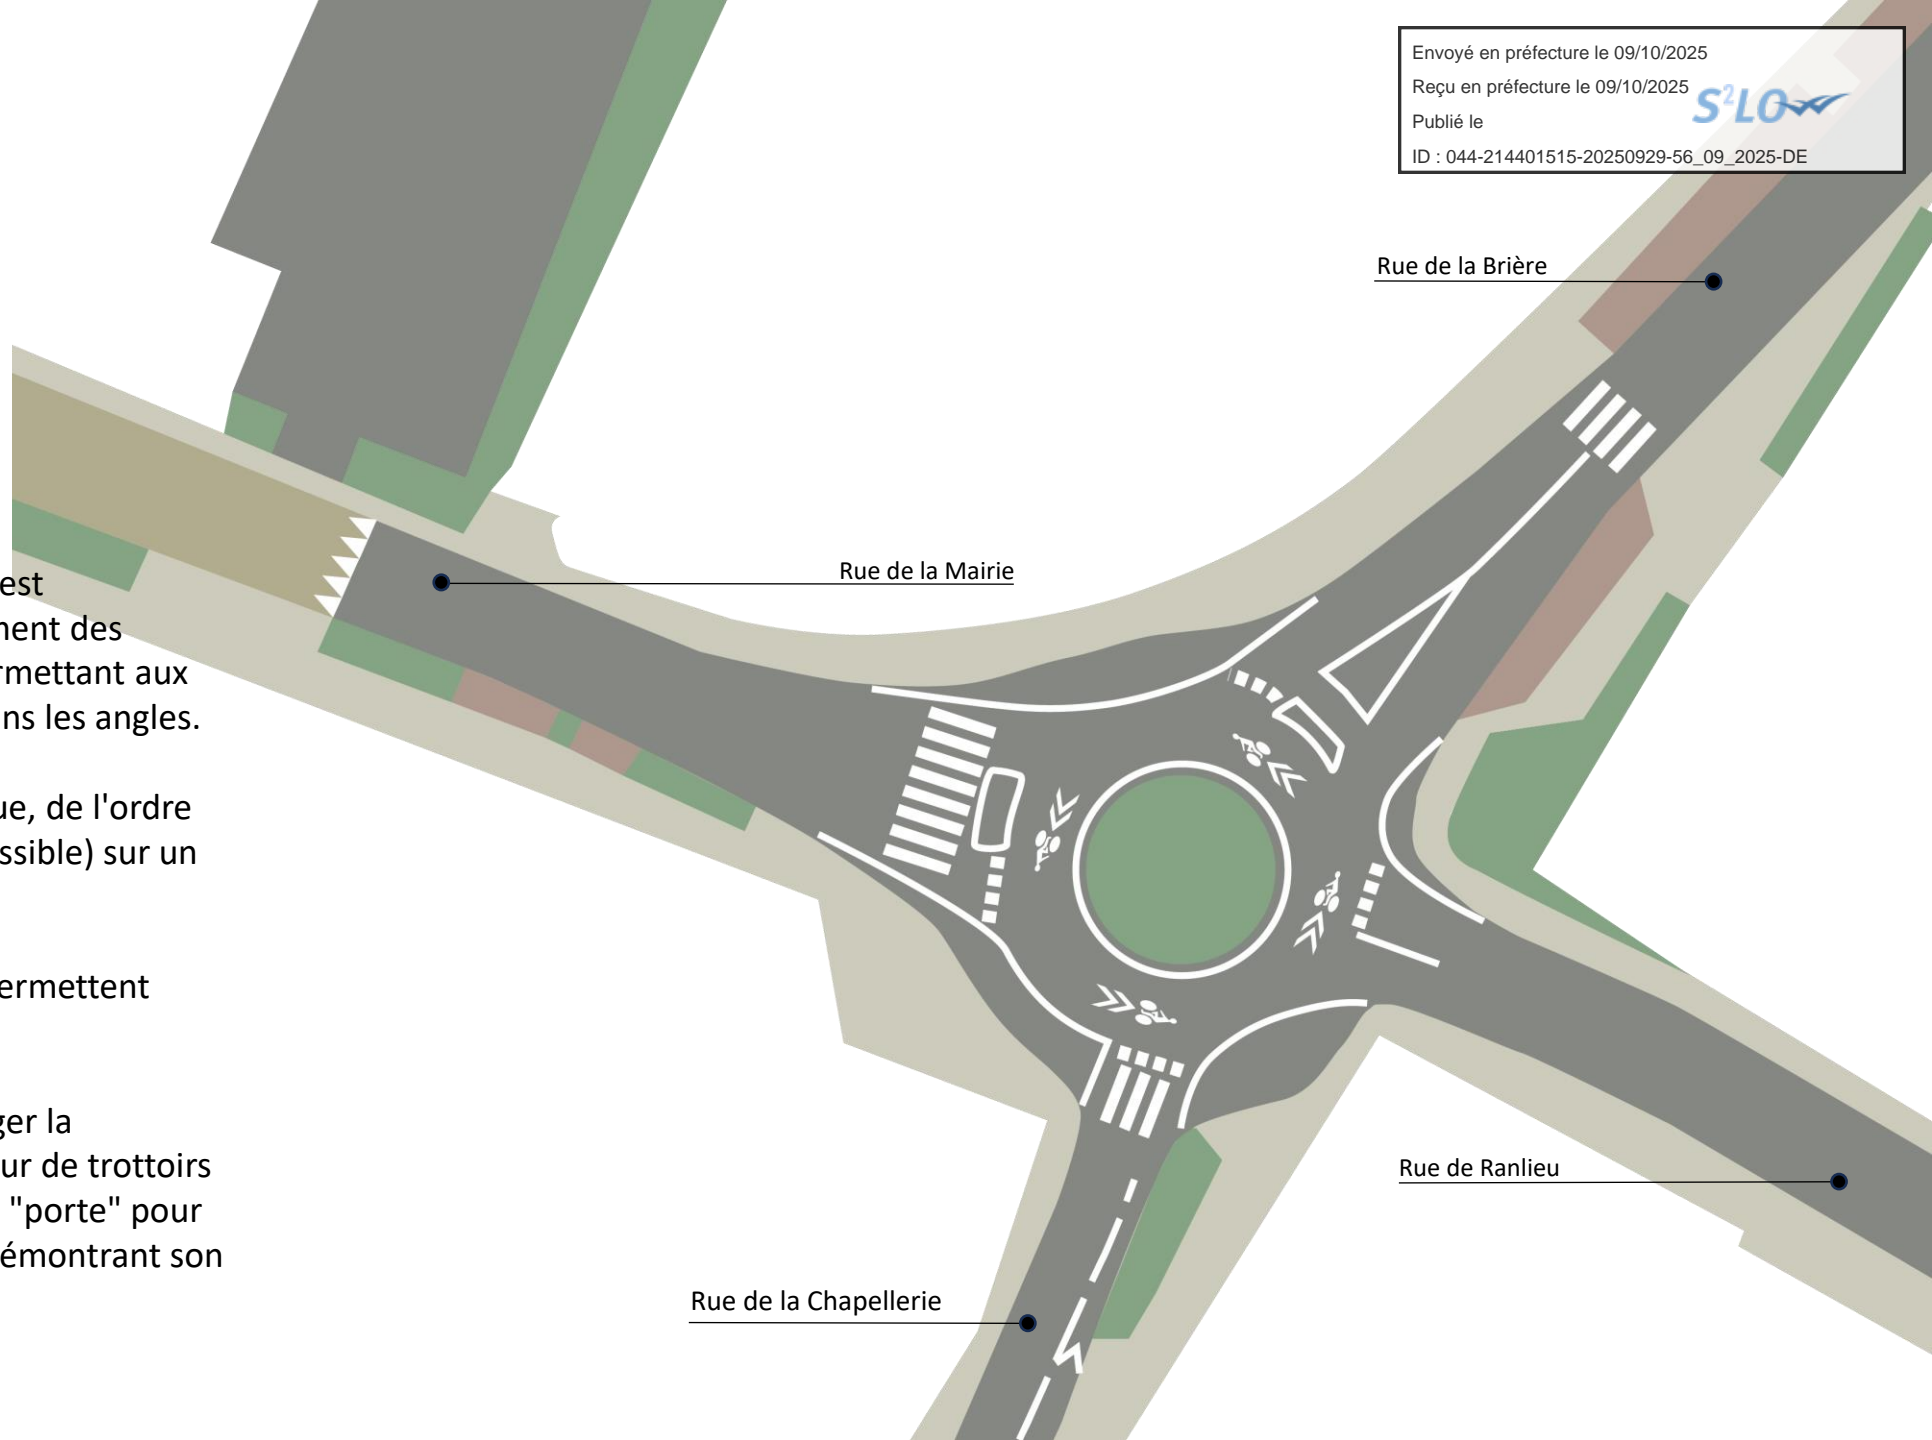 Envoyé en préfecture le 09/10/2025
Reçu en préfecture le 09/10/2025
S²LOW
Publié le
ID : 044-214401515-20250929-56_09_2025-DE
Rue de la Brière
Rue de la Mairie
est
ment des
rmettant aux
ns les angles.
ue, de l'ordre
ssible) sur un
ermettent
ger la
ur de trottoirs
"porte" pour
émontrant son
Rue de Ranlieu
Rue de la Chapellerie